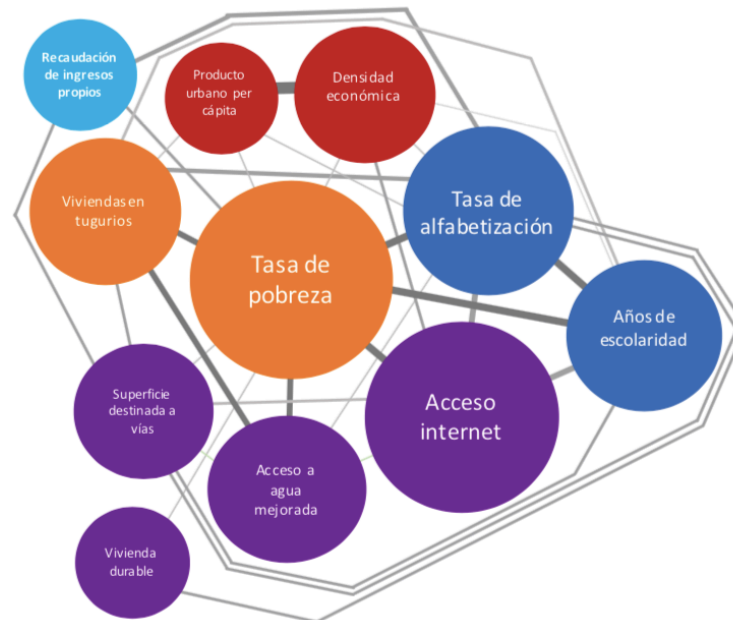 Recaudación
de ingresos
propios
Producto
urbano per
cápita
Densidad
económica
Viviendas en
tugurios
Tasa de
pobreza
Tasa de
alfabetización
Años de
escolaridad
Superficie
destinada a
vías
Acceso
internet
Acceso a
agua
mejorada
Vivienda
durable